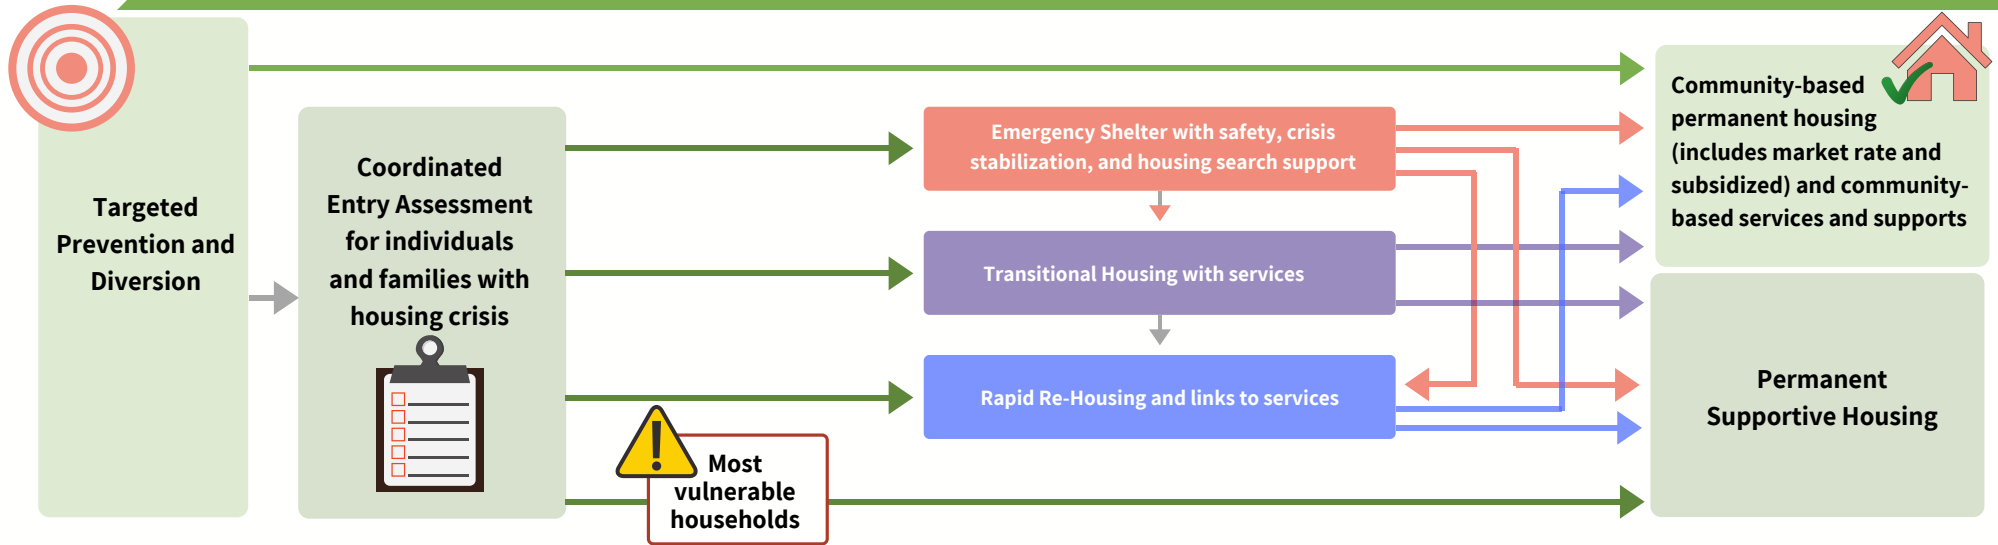 Targeted
Prevention and
Diversion
Coordinated
Entry Assessment
for individuals
and families with
housing crisis
Most
vulnerable
households
Emergency Shelter with safety, crisis
stabilization, and housing search support
Transitional Housing with services
Rapid Re-Housing and links to services
Community-based
permanent housing
(includes market rate and
subsidized) and community-
based services and supports
Permanent
Supportive Housing